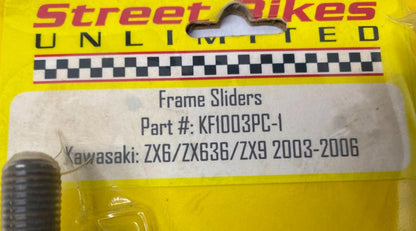 Street Bikes
UNLIMITED
Frame Sliders
Part #: KF1003PC-1
Kawasaki: ZX6/ZX636/ZX9 2003-2006